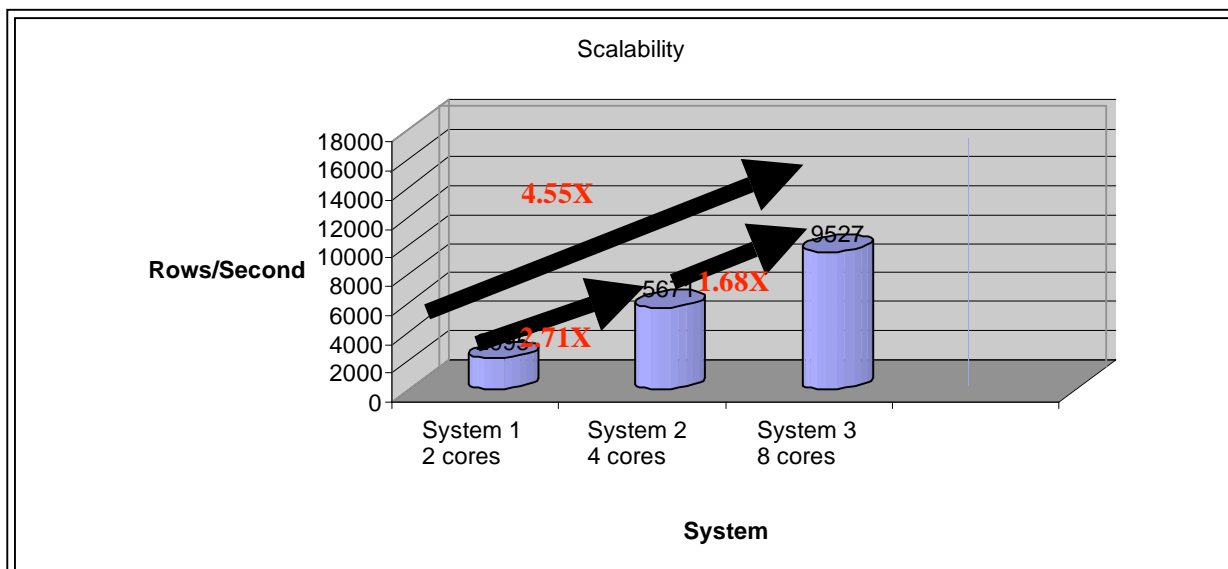 Scalability
18000
16000
14000
12000
10000
8000
6000
4000
2000
0
Rows/Second
4.55X
2.71X
1.68X
5671
9527
System 1
2 cores
System 2
4 cores
System 3
8 cores
System